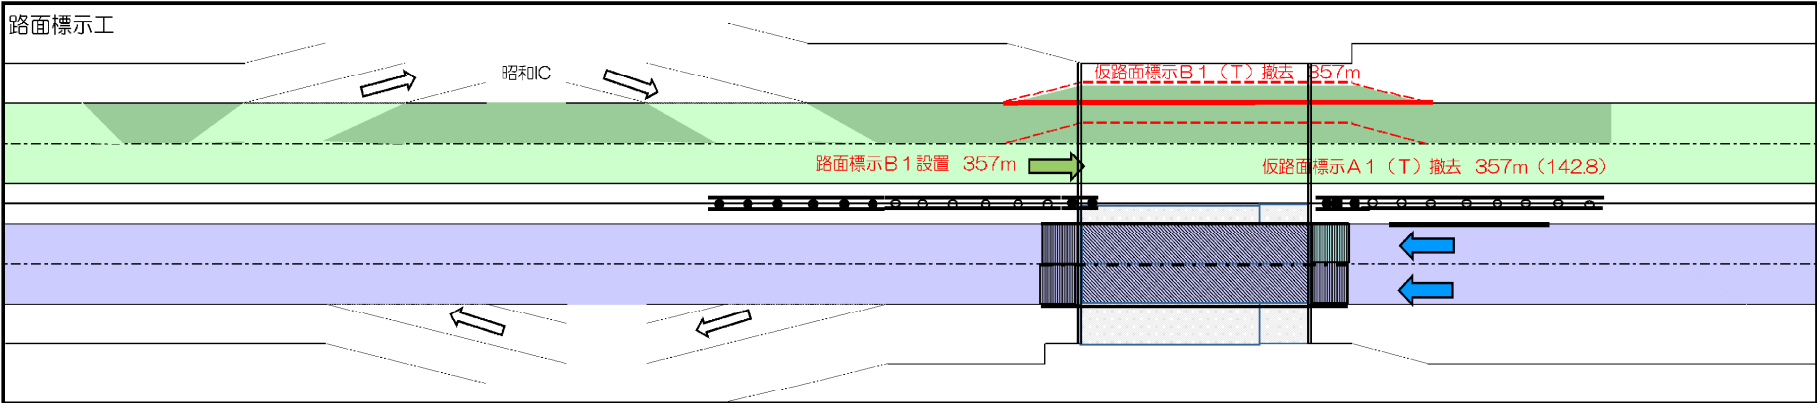 路面標示工
昭和IC
仮路面標示B1（T）撤去　357m
路面標示B1設置　357m
仮路面標示A1（T）撤去　357m（142.8）